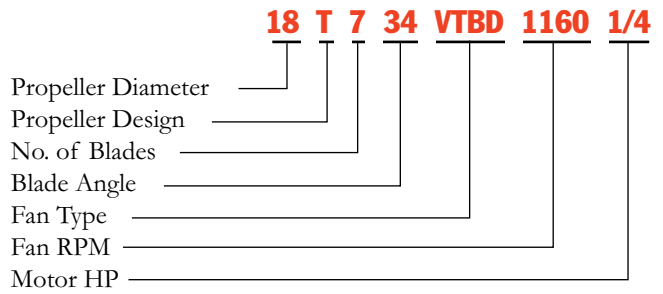 18 T 7 34 VTBD 1160 1/4
Propeller Diameter
Propeller Design
No. of Blades
Blade Angle
Fan Type
Fan RPM
Motor HP